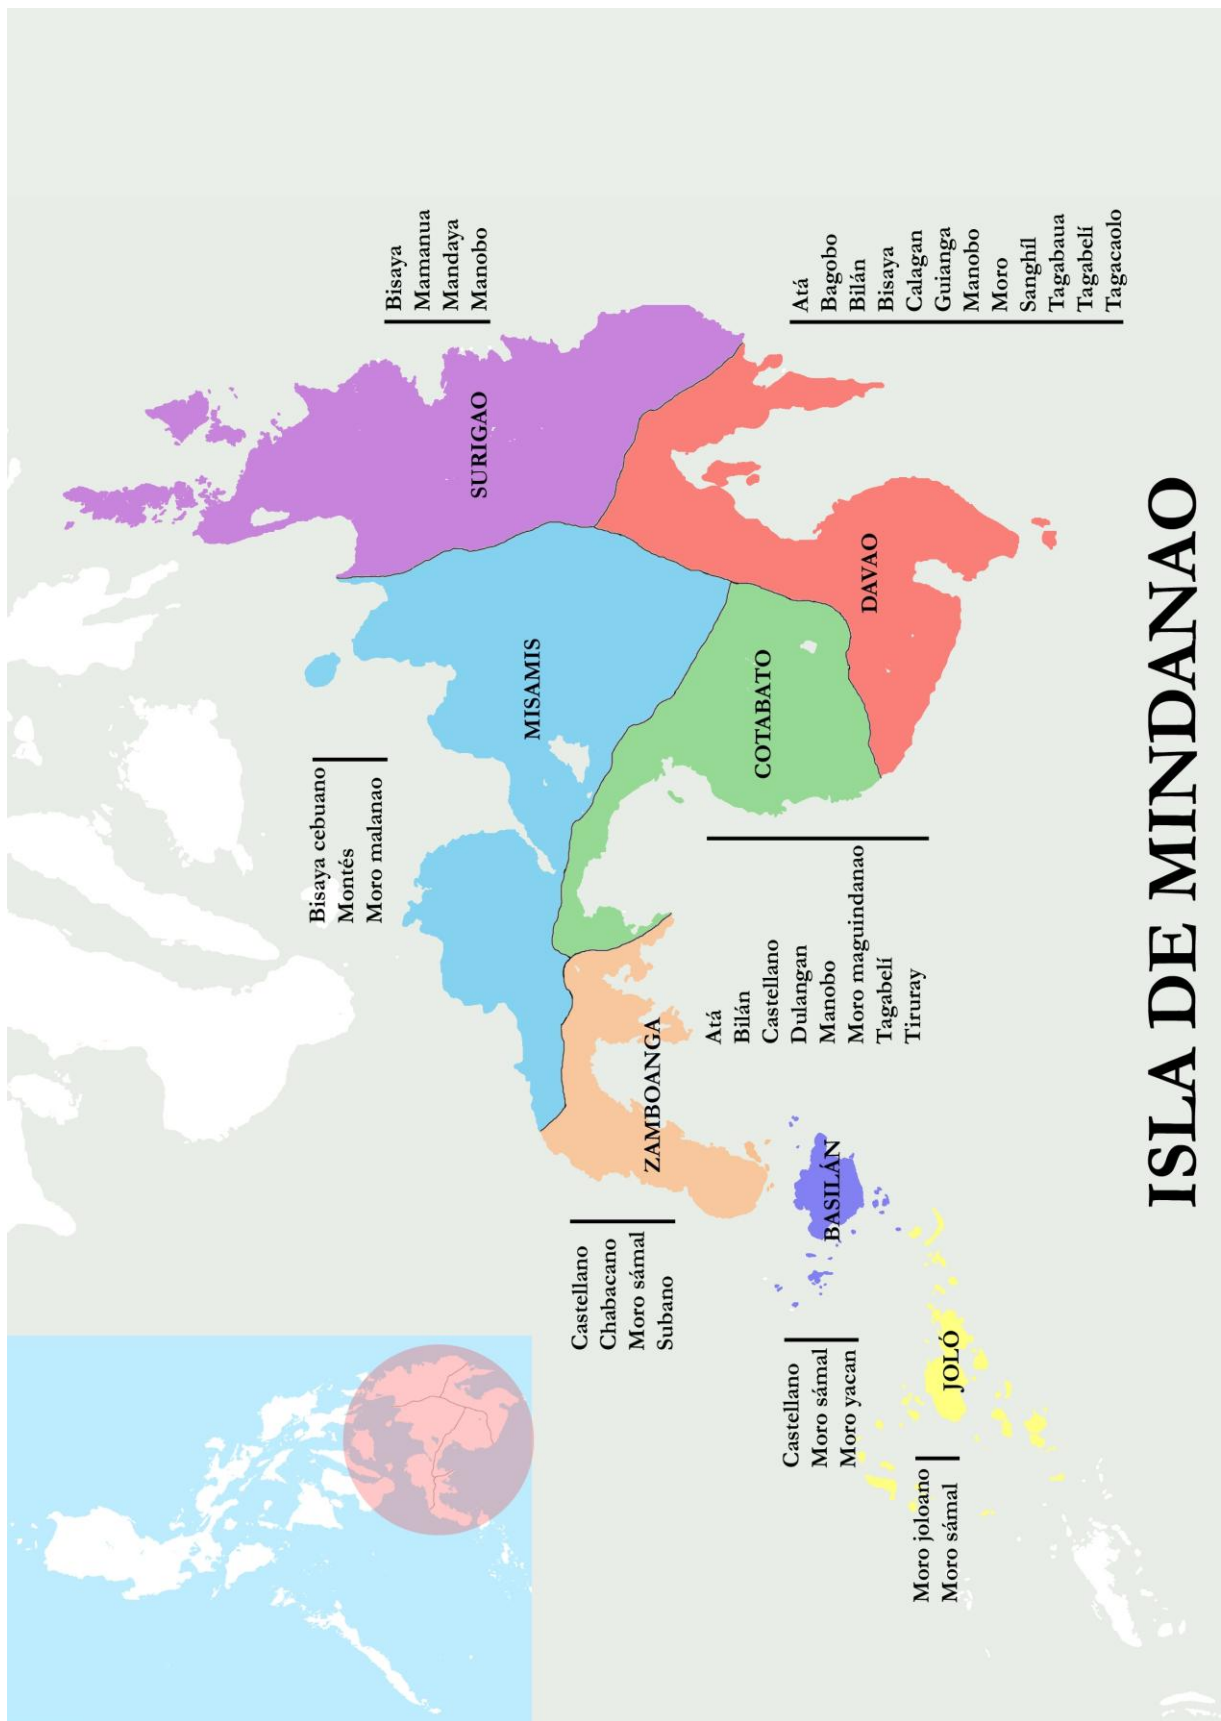 Bisaya
Mamanua
Mandaya
Manobo
SURIGAO
Bisaya cebuano
Montés
Moro malanao
MISAMIS
Atá
Bagobo
Bilán
Bisaya
Calagan
Guianga
Manobo
Moro
Sanghíl
Tagabaua
Tagabelí
Tagacaolo
DAVAO
COTABATO
Atá
Bilán
Castellano
Dulangan
Manobo
Moro maguindanao
Tagabelí
Tiruray
ZAMBOANGA
Castellano
Chabacano
Moro sámal
Subano
BASILÁN
Castellano
Moro sámal
Moro yacan
JOLÓ
Moro joloano
Moro sámal
ISLA DE MINDANAO